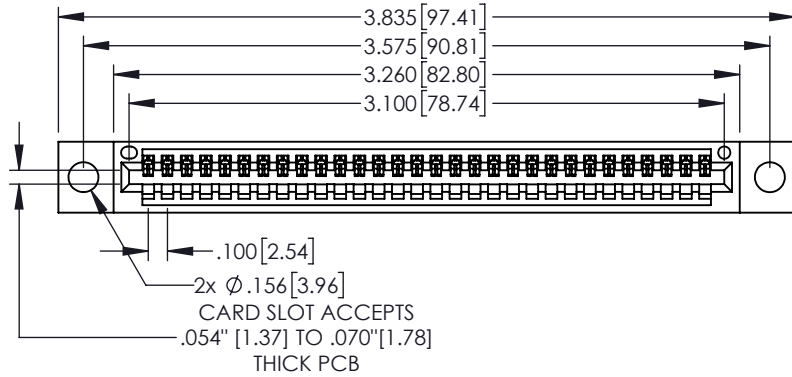 3.835[97.41]
3.575[90.81]
3.260[82.80]
3.100[78.74]
.100[2.54]
2x Ø.156[3.96]
CARD SLOT ACCEPTS
.054" [1.37] TO .070"[1.78]
THICK PCB